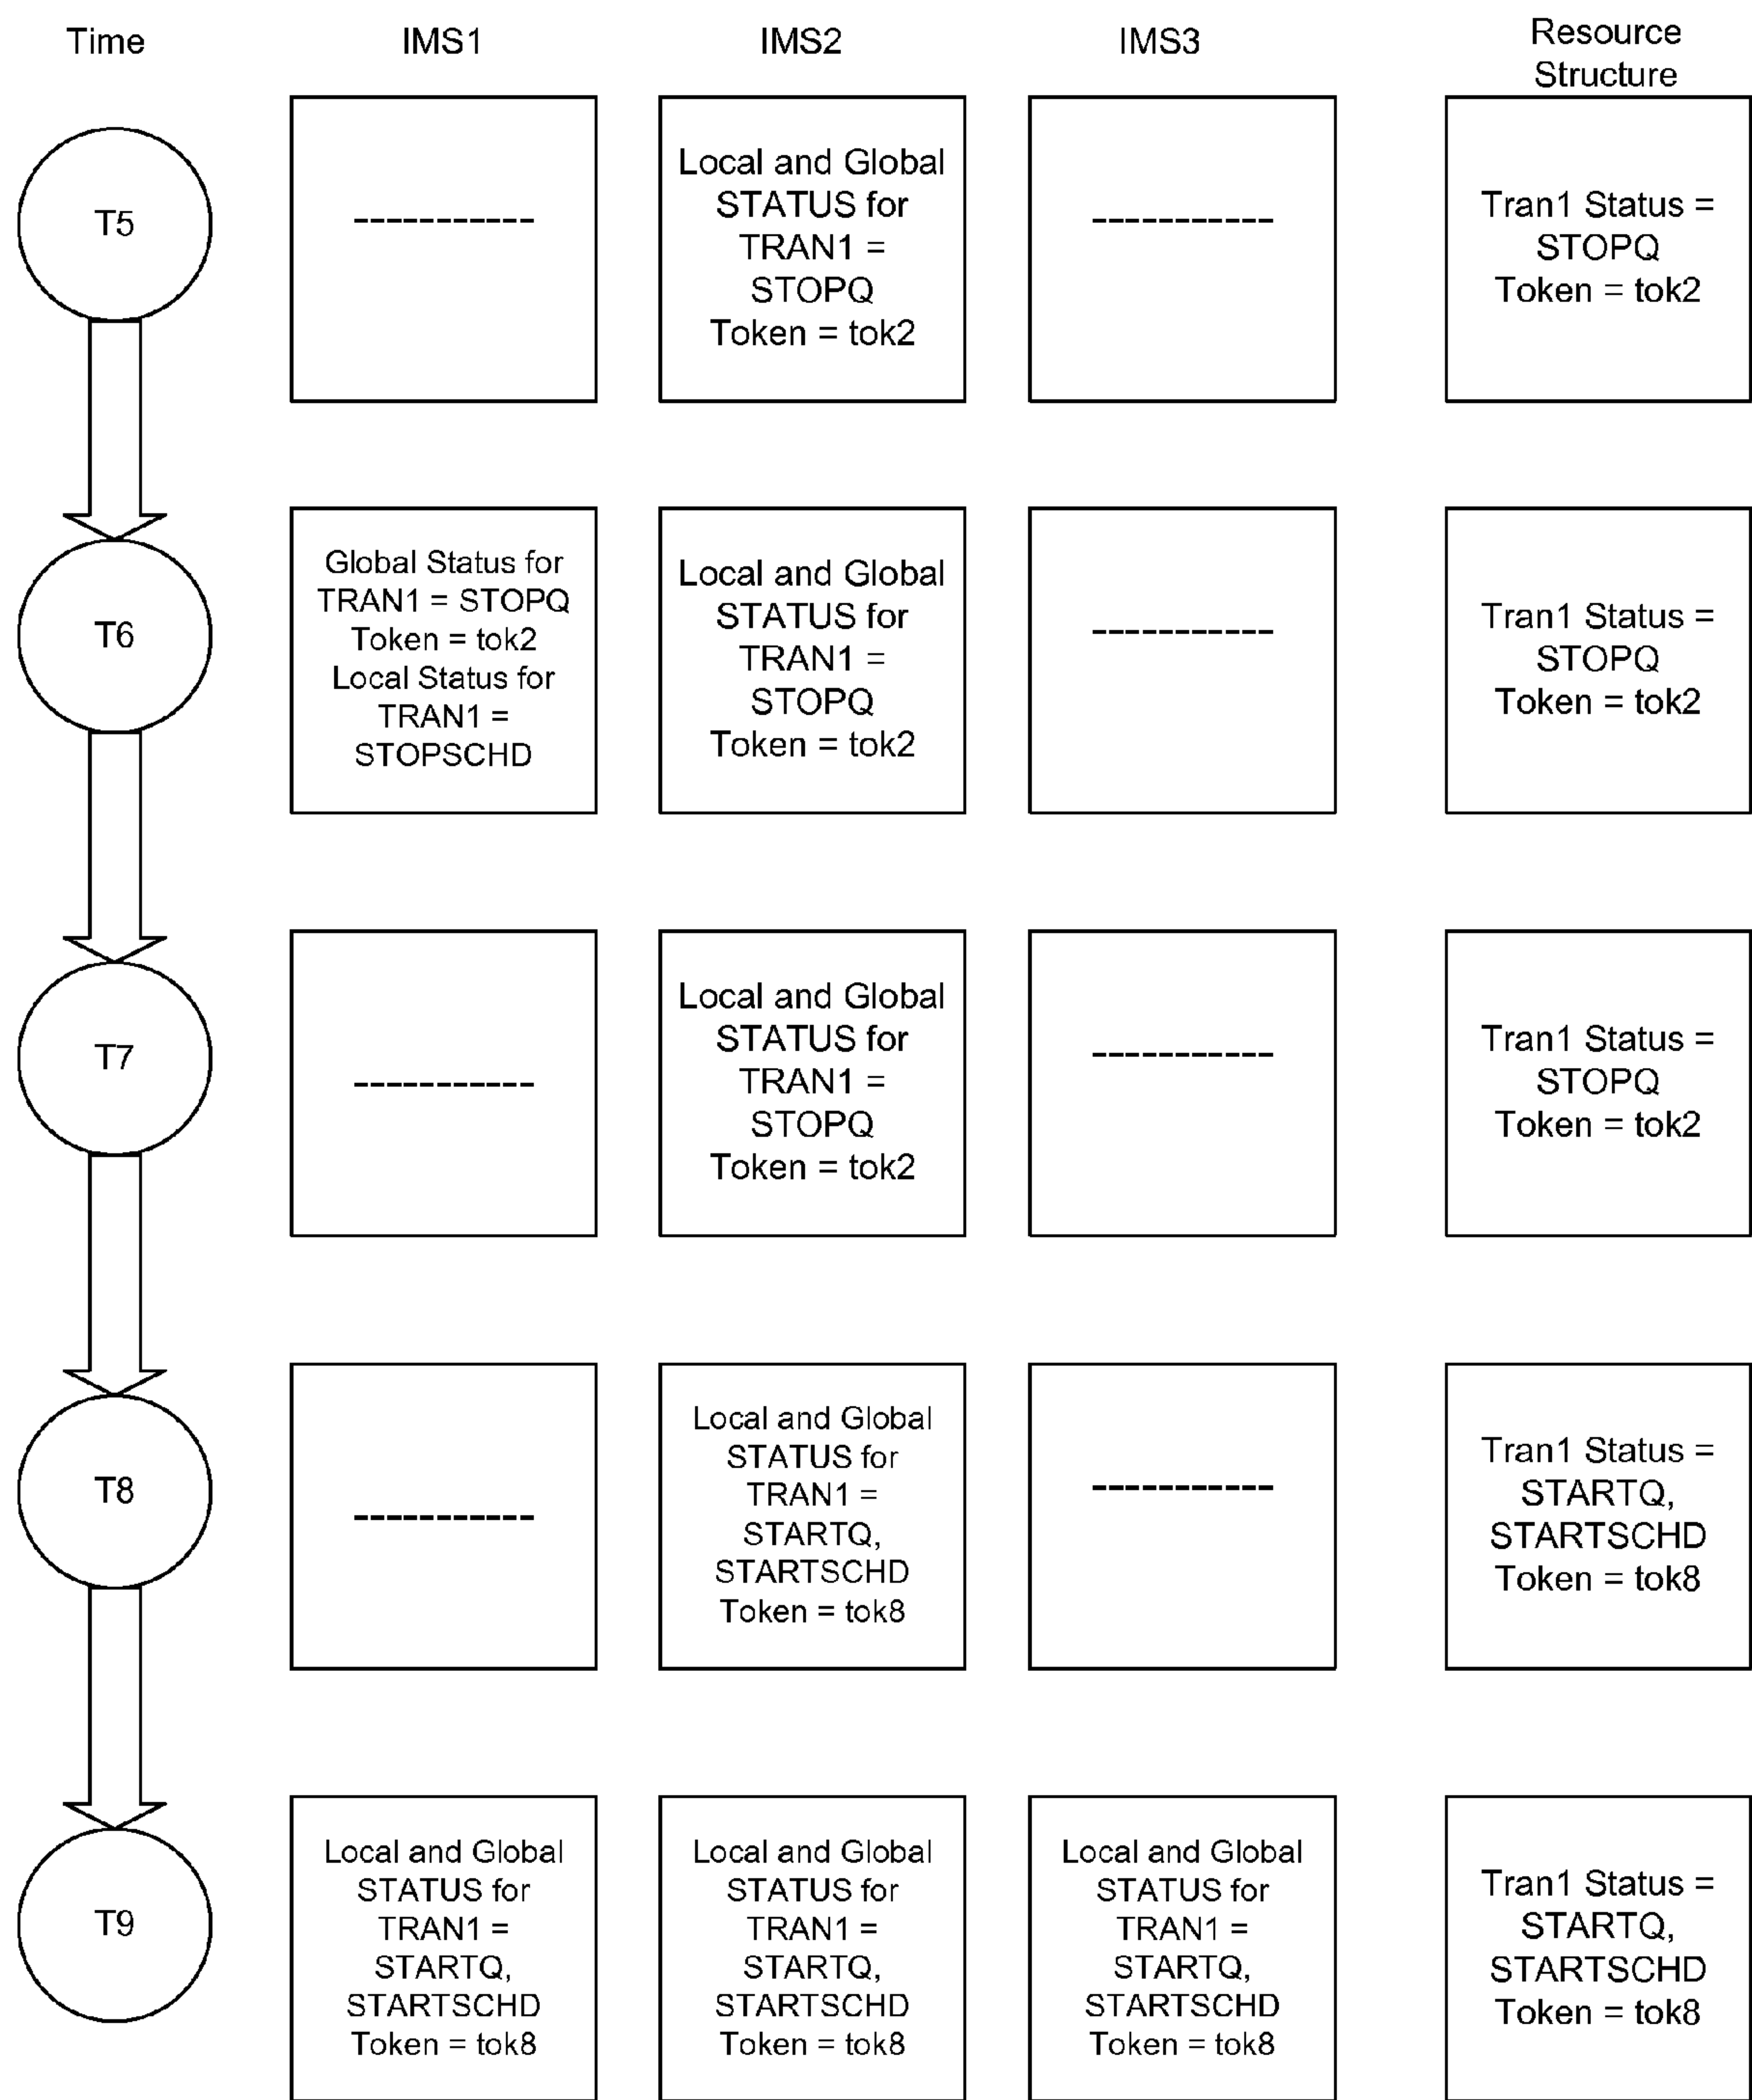 Time
IMS1
IMS2
IMS3
Resource
Structure
T5
-----------
Local and Global
STATUS for
TRAN1 =
STOPQ
Token = tok2
-----------
Tran1 Status =
STOPQ
Token = tok2
T6
Global Status for
TRAN1 = STOPQ
Token = tok2
Local Status for
TRAN1 =
STOPSCHD
Local and Global
STATUS for
TRAN1 =
STOPQ
Token = tok2
-----------
Tran1 Status =
STOPQ
Token = tok2
T7
-----------
Local and Global
STATUS for
TRAN1 =
STOPQ
Token = tok2
-----------
Tran1 Status =
STOPQ
Token = tok2
T8
-----------
Local and Global
STATUS for
TRAN1 =
STARTQ,
STARTSCHD
Token = tok8
-----------
Tran1 Status =
STARTQ,
STARTSCHD
Token = tok8
T9
Local and Global
STATUS for
TRAN1 =
STARTQ,
STARTSCHD
Token = tok8
Local and Global
STATUS for
TRAN1 =
STARTQ,
STARTSCHD
Token = tok8
Local and Global
STATUS for
TRAN1 =
STARTQ,
STARTSCHD
Token = tok8
Tran1 Status =
STARTQ,
STARTSCHD
Token = tok8